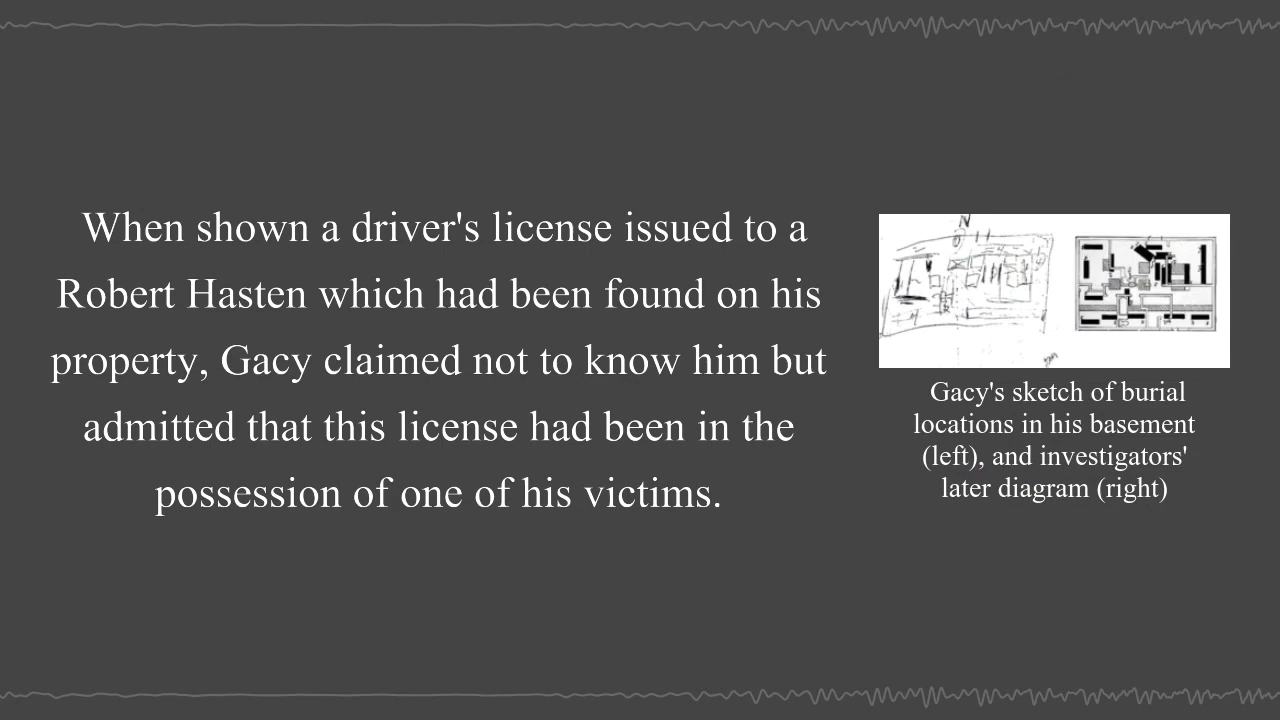 When shown a driver's license issued to a
Robert Hasten which had been found on his
property, Gacy claimed not to know him but
admitted that this license had been in the
possession of one of his victims.
N
Gacy's sketch of burial
locations in his basement
(left), and investigators'
later diagram (right)